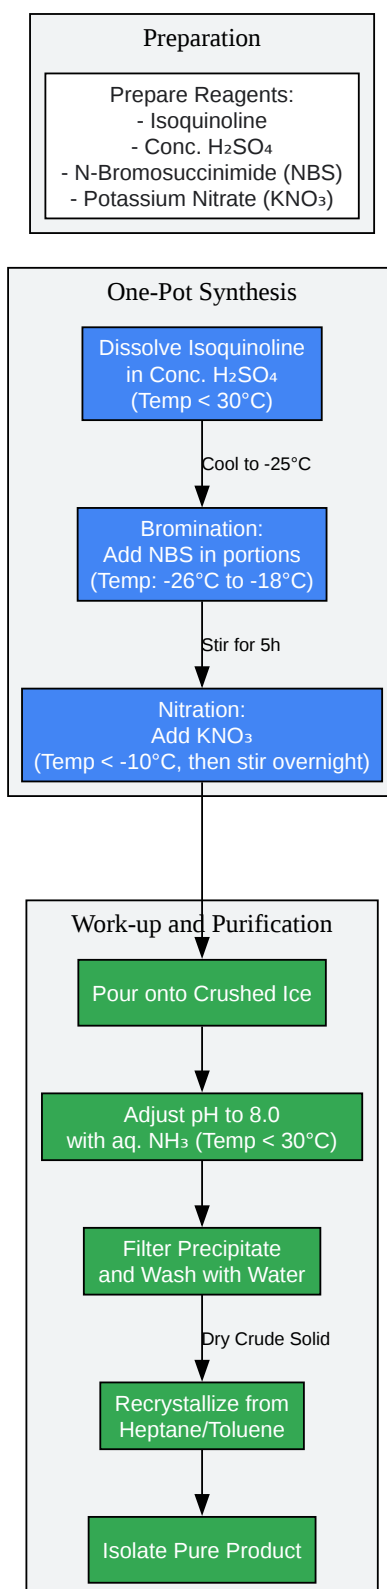 Preparation
Prepare Reagents:
- Isoquinoline
- Conc. H₂SO₄
- N-Bromosuccinimide (NBS)
- Potassium Nitrate (KNO₃)
One-Pot Synthesis
Dissolve Isoquinoline
in Conc. H₂SO₄
(Temp < 30°C)
Cool to -25°C
Bromination:
Add NBS in portions
(Temp: -26°C to -18°C)
Stir for 5h
Nitration:
Add KNO₃
(Temp < -10°C, then stir overnight)
Work-up and Purification
Pour onto Crushed Ice
Adjust pH to 8.0
with aq. NH₃ (Temp < 30°C)
Filter Precipitate
and Wash with Water
Dry Crude Solid
Recrystallize from
Heptane/Toluene
Isolate Pure Product